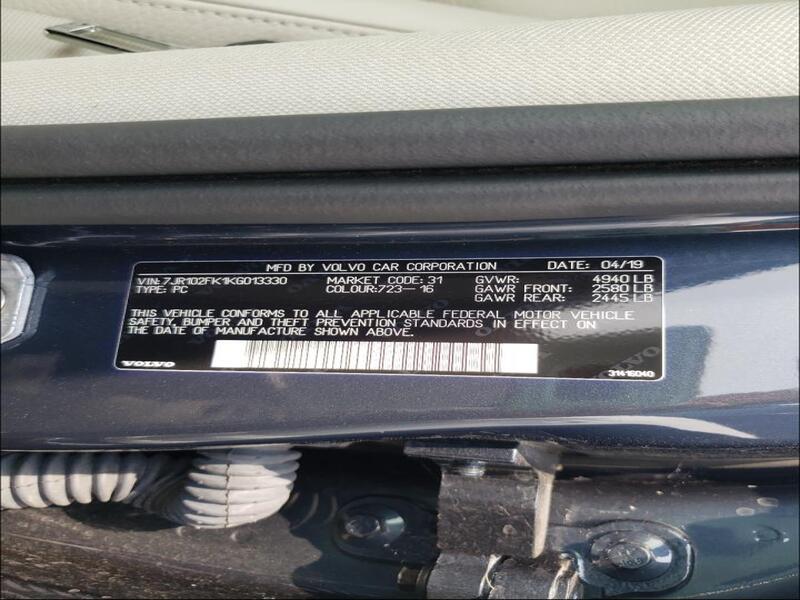 MFD BY VOLVO CAR CORPORATION DATE: 04/19
VIN: 7JR102FK1KG013330 MARKET CODE: 31 GVWR: 4940 LB
TYPE: PC COLOUR:723-16 GAWR FRONT: 2580 LB
GAWR REAR: 2445 LB
THIS VEHICLE CONFORMS TO ALL APPLICABLE FEDERAL MOTOR VEHICLE
SAFETY, BUMPER AND THEFT PREVENTION STANDARDS IN EFFECT ON
THE DATE OF MANUFACTURE SHOWN ABOVE.
VOLVO 31416040